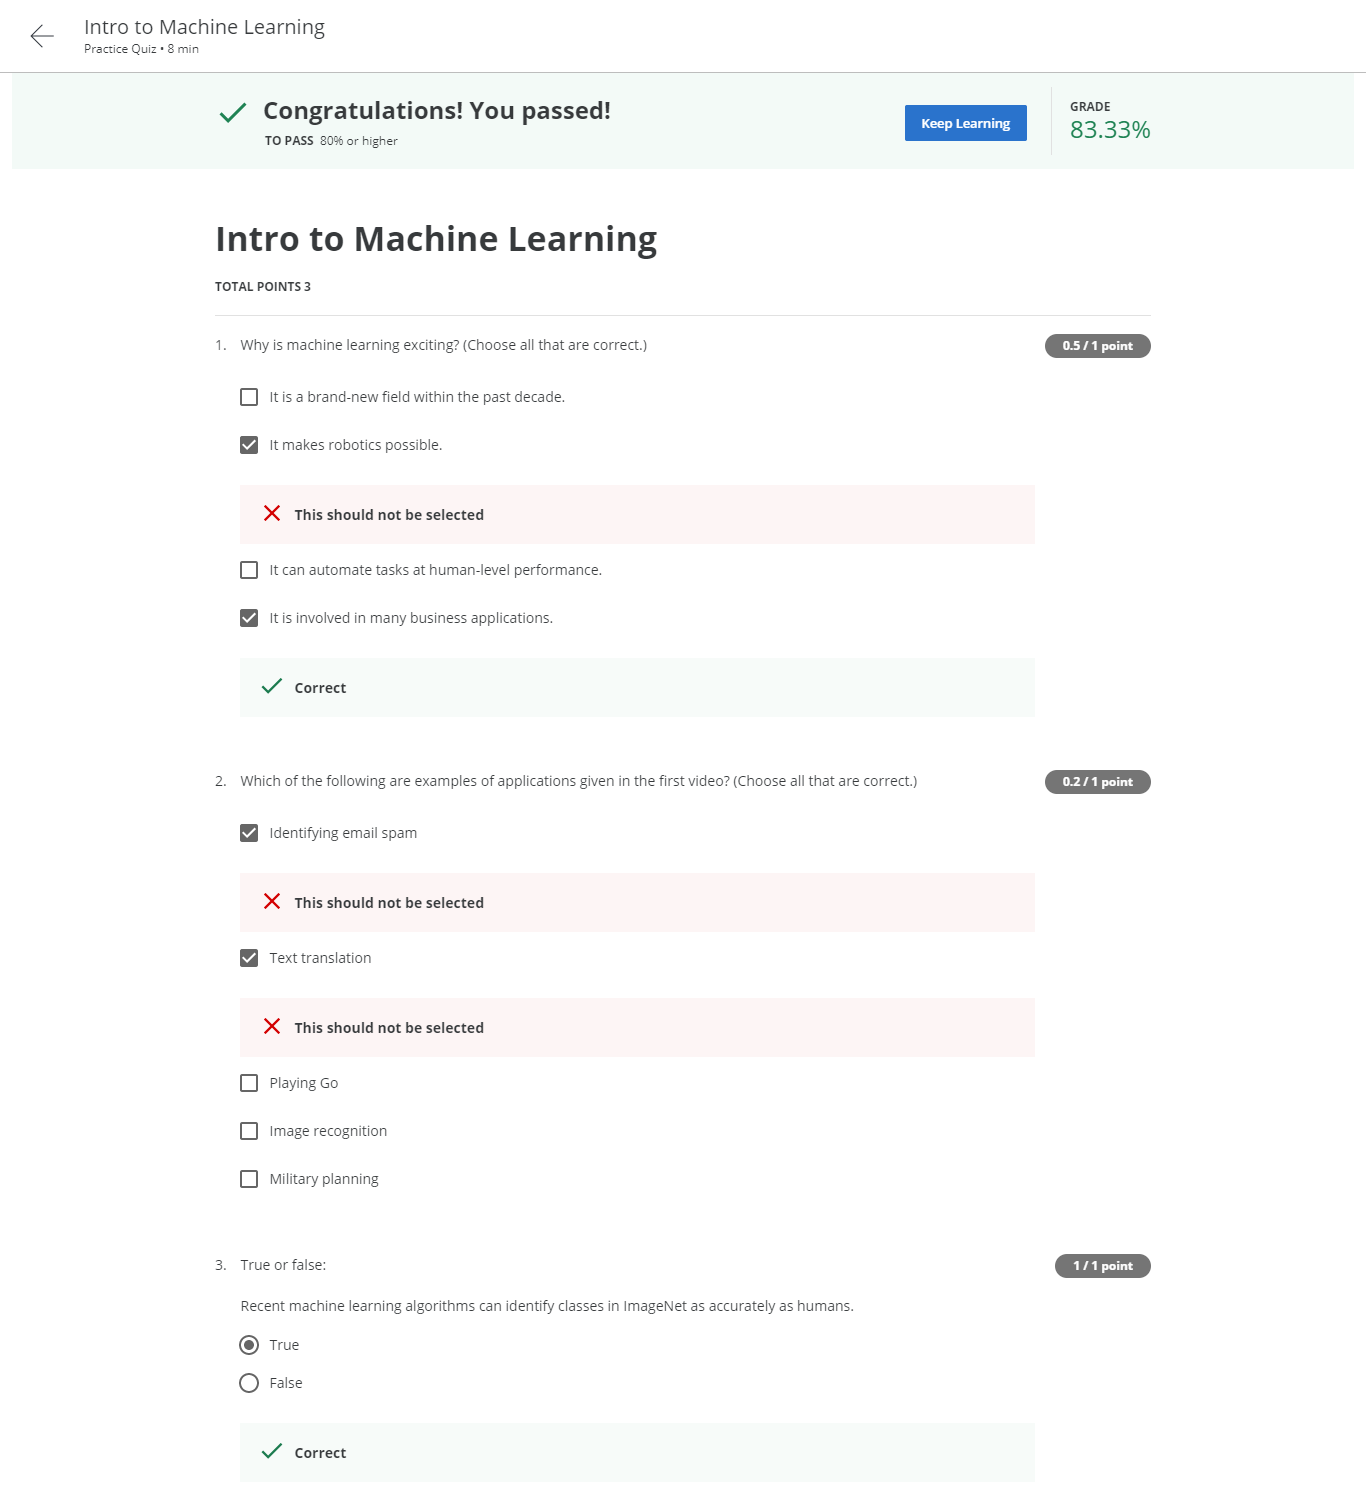 Intro to Machine Learning
Practice Quiz • 8 min
Congratulations! You passed!
TO PASS 80% or higher
Keep Learning
GRADE
83.33%
Intro to Machine Learning
TOTAL POINTS 3
1. Why is machine learning exciting? (Choose all that are correct.)
0.5 / 1 point
It is a brand-new field within the past decade.
It makes robotics possible.
This should not be selected
It can automate tasks at human-level performance.
It is involved in many business applications.
Correct
2. Which of the following are examples of applications given in the first video? (Choose all that are correct.)
0.2 / 1 point
Identifying email spam
This should not be selected
Text translation
This should not be selected
Playing Go
Image recognition
Military planning
3. True or false:
1 / 1 point
Recent machine learning algorithms can identify classes in ImageNet as accurately as humans.
True
False
Correct